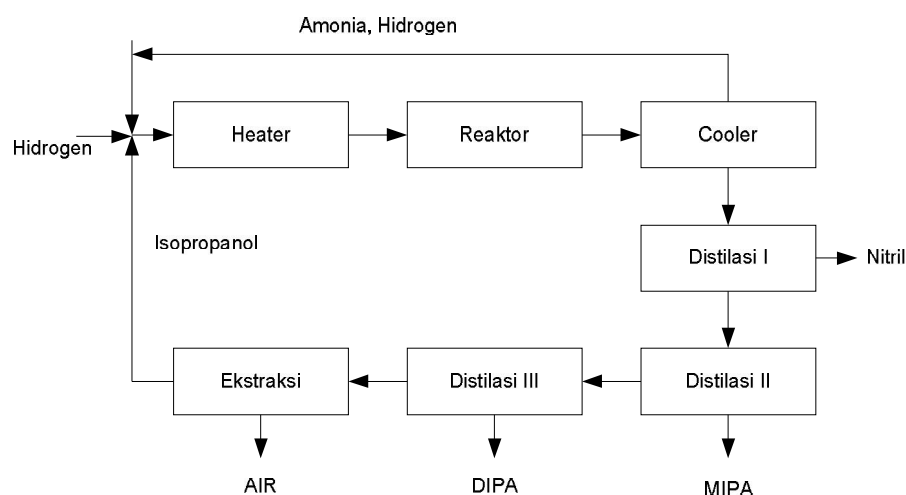 Amonia, Hidrogen
Heater
Reaktor
Cooler
Hidrogen
Isopropanol
Distilasi I
Nitril
Ekstraksi
Distilasi III
Distilasi II
AIR
DIPA
MIPA